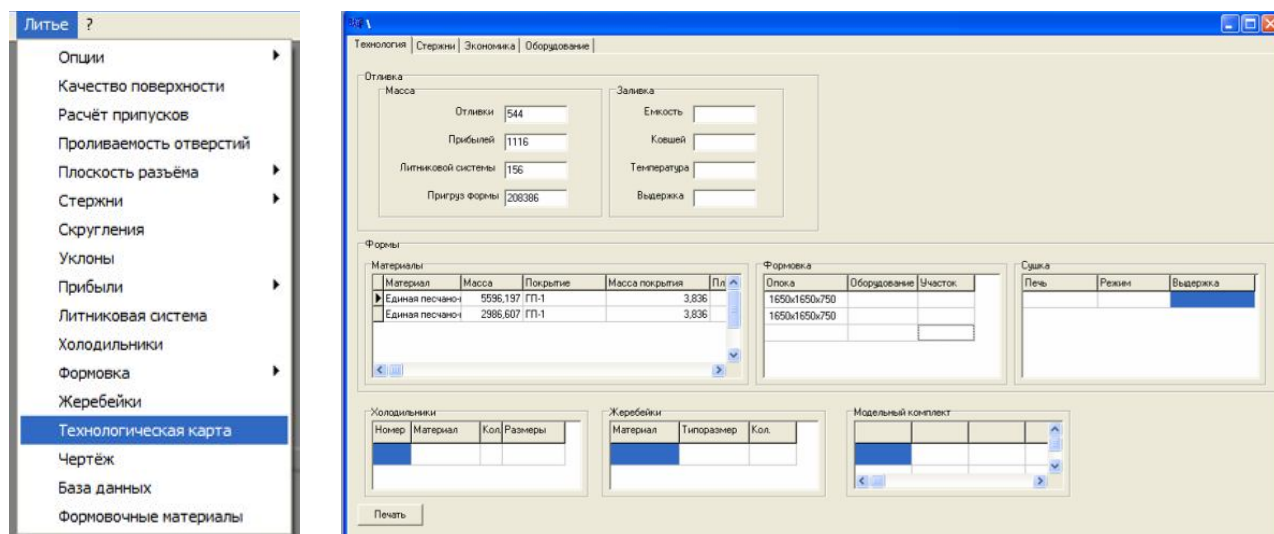 Литье ?
Опции
Качество поверхности
Расчёт припусков
Проливаемость отверстий
Плоскость разъёма
Стержни
Скругления
Уклоны
Прибыли
Литниковая система
Холодильники
Формовка
Жеребейки
Технологическая карта
Чертёж
База данных
Формовочные материалы
\
Технология Стержни Экономика Оборудование
Отливка
Масса Заливка
Отливки 544 Емкость
Прибылей 1116 Ковшей
Литниковой системы 156 Температура
Пригруз формы 208386 Выдержка
Формы
Материалы Формовка Сушка
Материал Масса Покрытие Масса покрытия Пл Опока Оборудование Участок Печь Режим Выдержка
Единая песчано- 5596,197 ГП-1 3,836 1650x1650x750
Единая песчано- 2986,607 ГП-1 3,836 1650x1650x750
Холодильники Жеребейки Модельный комплект
Номер Материал Кол. Размеры Материал Типоразмер Кол.
Печать